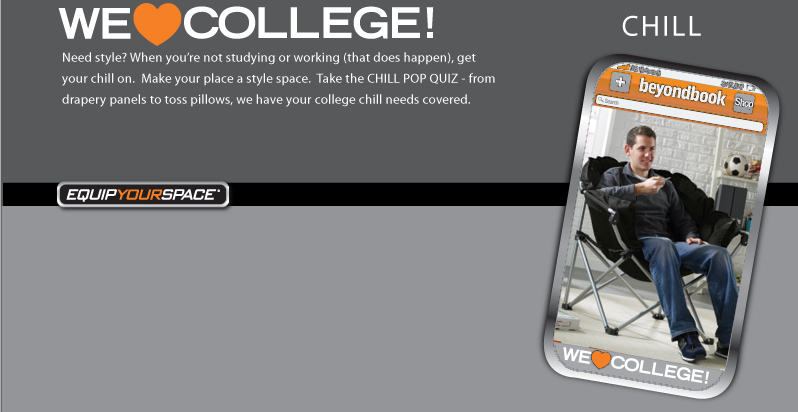 WE COLLEGE!
CHILL
Need style? When you're not studying or working (that does happen), get
your chill on. Make your place a style space. Take the CHILL POP QUIZ - from
drapery panels to toss pillows, we have your college chill needs covered.
EQUIPYOURSPACE
+
beyondbook
Shop
Search
WE COLLEGE!